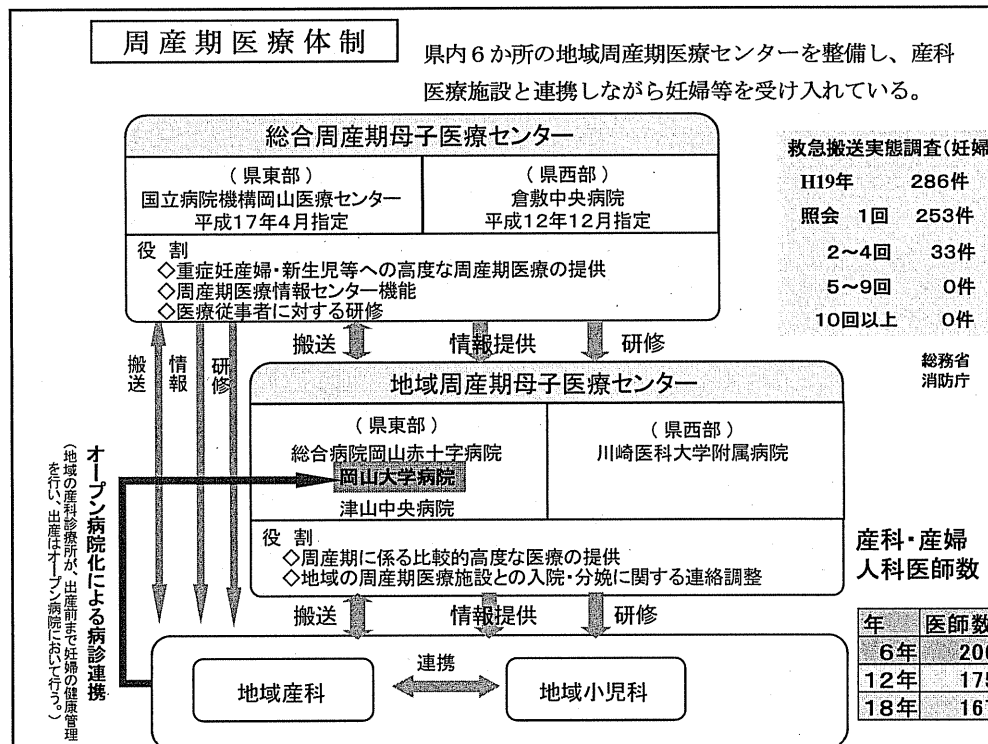 周産期医療体制
県内6か所の地域周産期医療センターを整備し、産科
医療施設と連携しながら妊婦等を受け入れている。
総合周産期母子医療センター
(県東部)
国立病院機構岡山医療センター
平成17年4月指定
(県西部)
倉敷中央病院
平成12年12月指定
役 割
◇重症妊産婦・新生児等への高度な周産期医療の提供
◇周産期医療情報センター機能
◇医療従事者に対する研修
救急搬送実態調査(妊婦
H19年 286件
照会 1回 253件
2~4回 33件
5~9回 0件
10回以上 0件
総務省
消防庁
搬送
情報提供
研修
搬送
情報
研修
地域周産期母子医療センター
(県東部)
総合病院岡山赤十字病院
岡山大学病院
津山中央病院
(県西部)
川崎医科大学附属病院
役 割
◇周産期に係る比較的高度な医療の提供
◇地域の周産期医療施設との入院・分娩に関する連絡調整
オープン病院化による病診連携
(地域の産科診療所が、出産前まで妊婦の健康管理
を行い、出産はオープン病院において行う。)
搬送
情報提供
研修
地域産科
連携
地域小児科
産科・産婦
人科医師数
年 医師数
6年 20
12年 17
18年 16